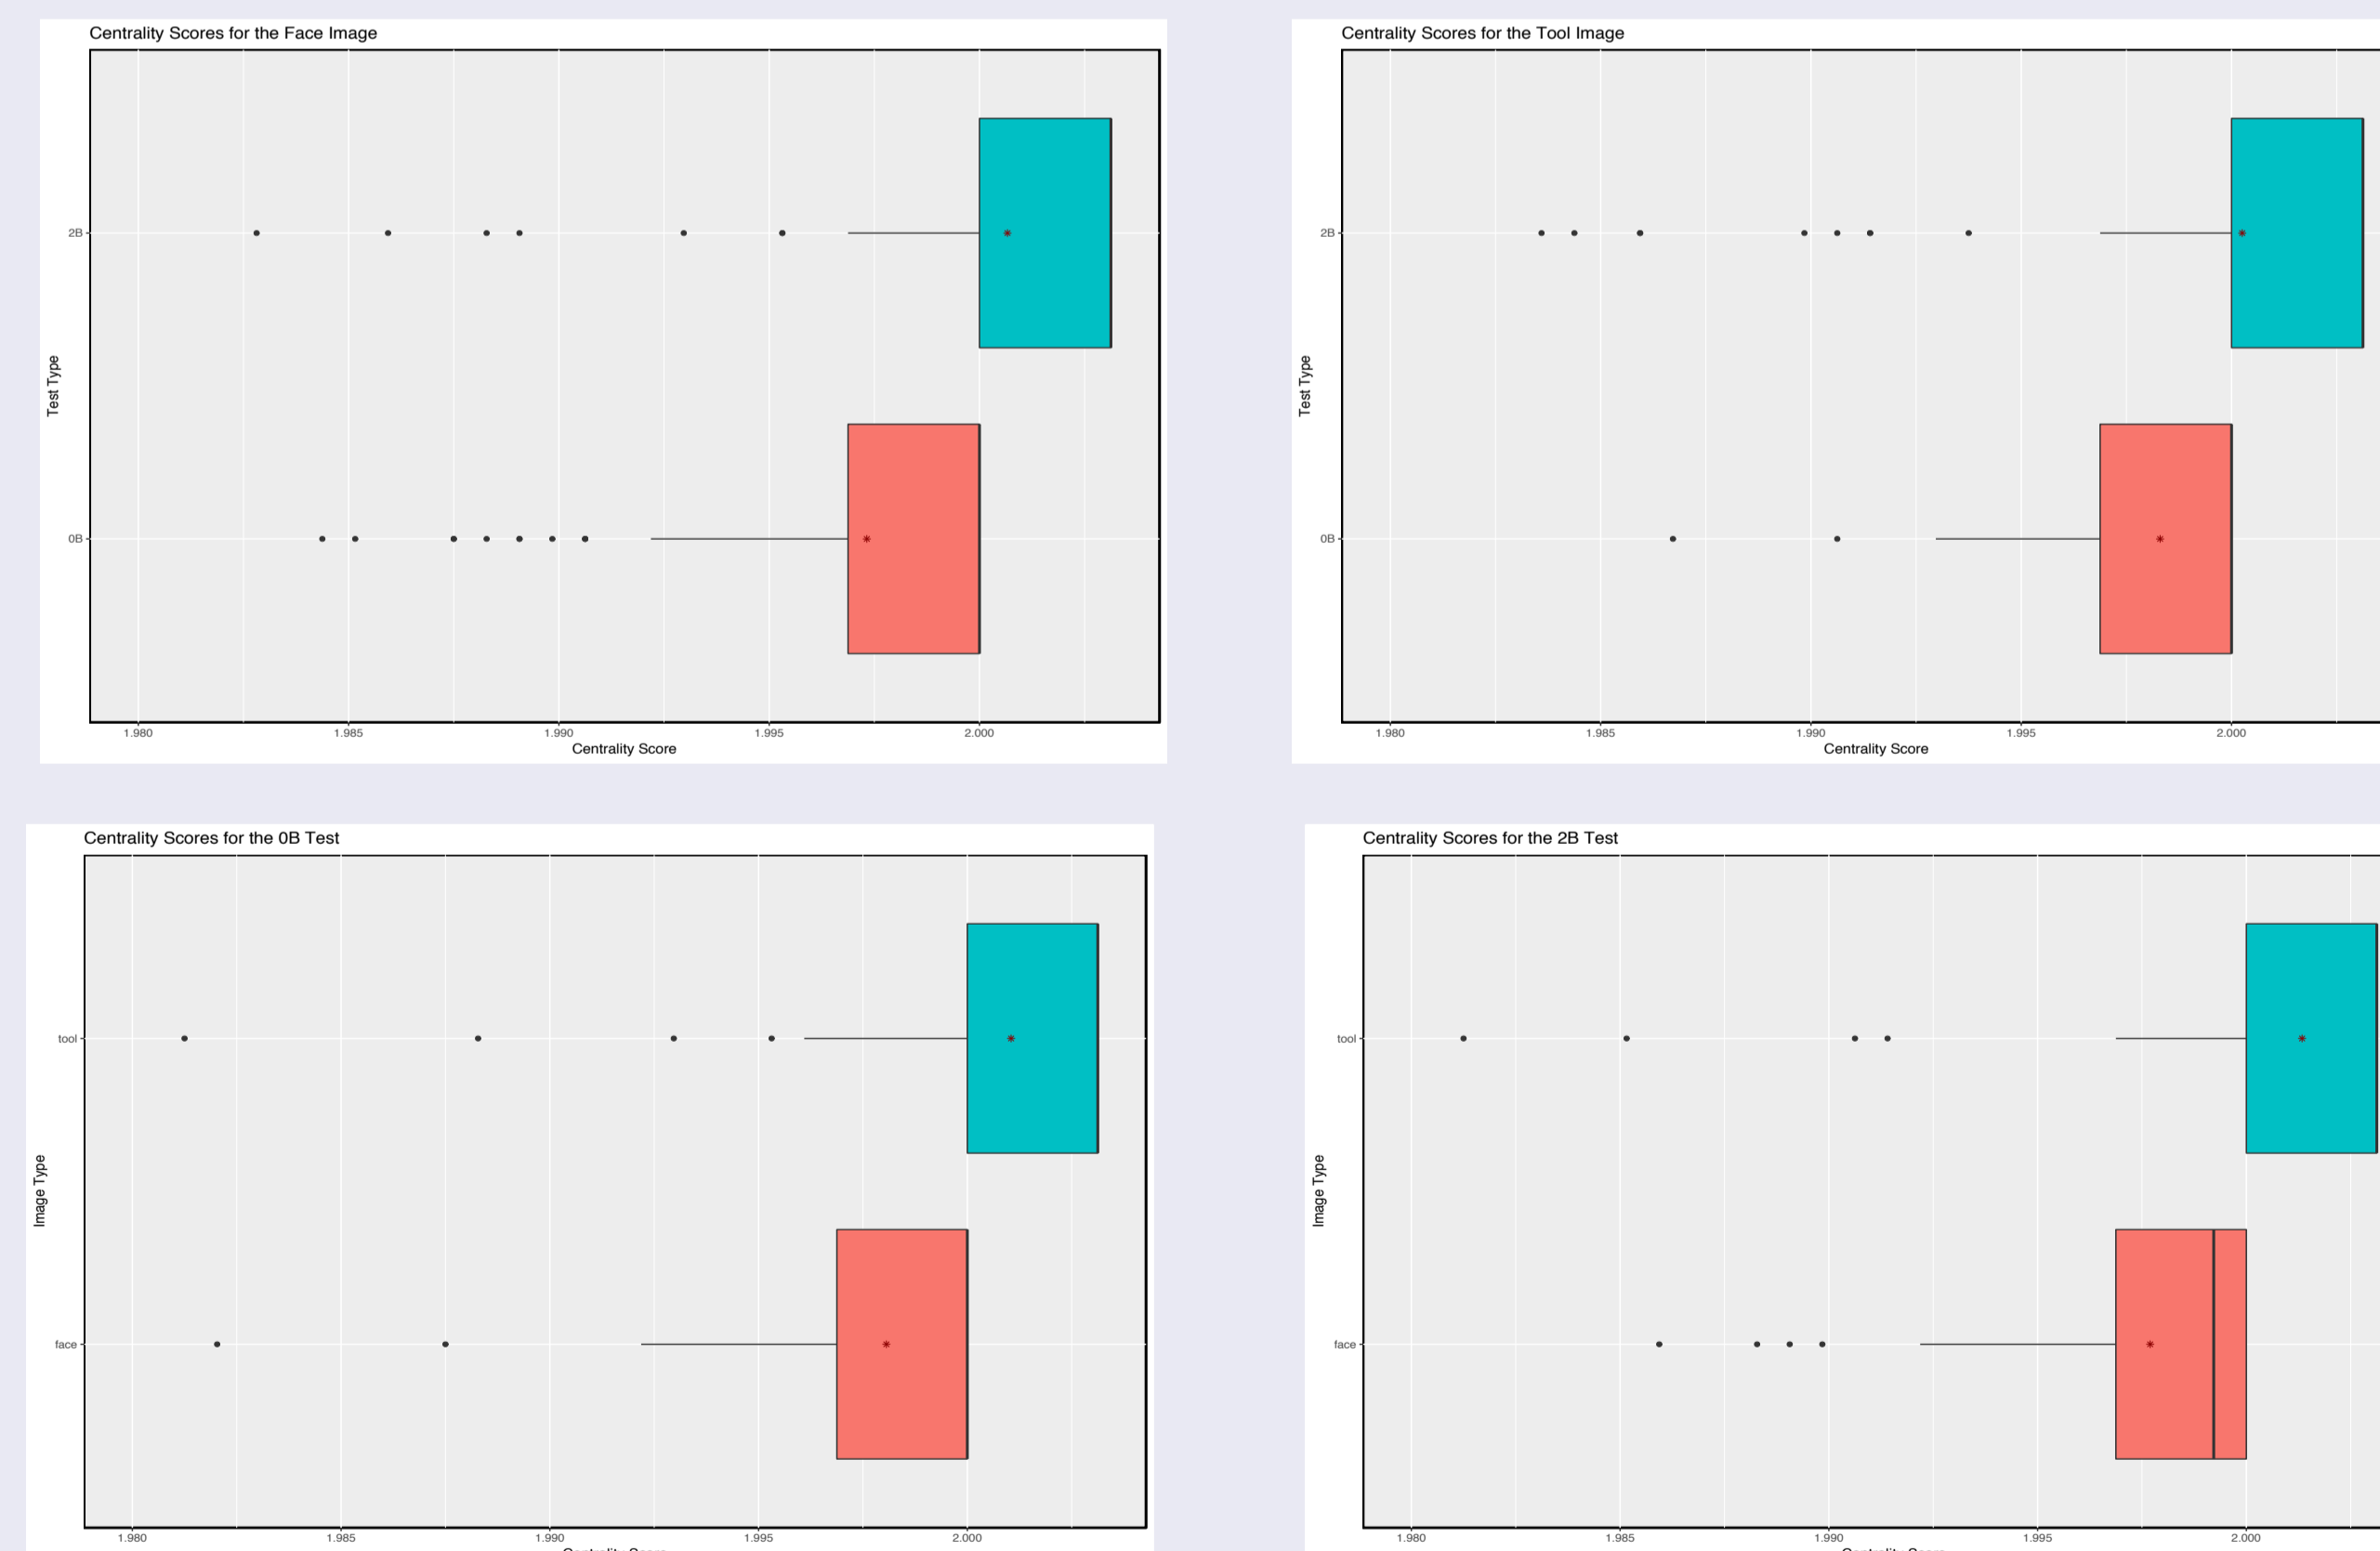 Centrality Scores for the Face Image
2B
0B
Test Type
1.980 1.985 1.990 1.995 2.000
Centrality Score
Centrality Scores for the Tool Image
2B
0B
Test Type
1.980 1.985 1.990 1.995 2.000
Centrality Score
Centrality Scores for the 0B Test
tool
face
Image Type
1.980 1.985 1.990 1.995 2.000
Centrality Scores for the 2B Test
tool
face
Image Type
1.980 1.985 1.990 1.995 2.000